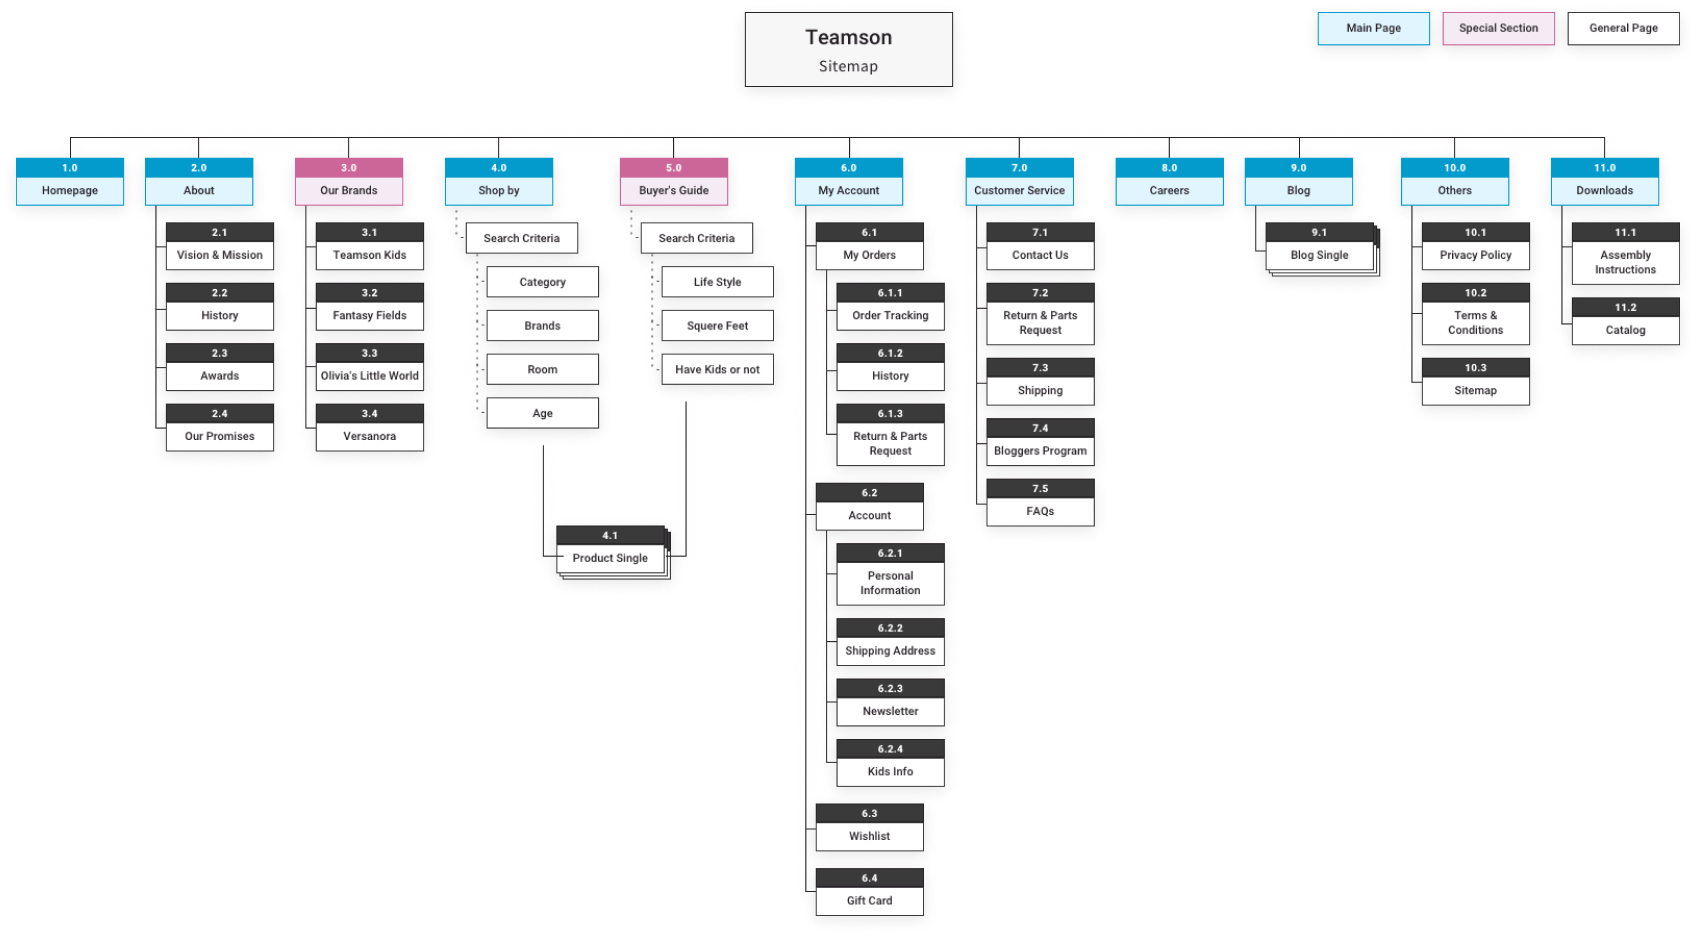 Teamson
Sitemap
Main Page
Special Section
General Page
1.0
Homepage
2.0
About
2.1
Vision & Mission
2.2
History
2.3
Awards
2.4
Our Promises
3.0
Our Brands
3.1
Teamson Kids
3.2
Fantasy Fields
3.3
Olivia's Little World
3.4
Versanora
4.0
Shop by
Search Criteria
Category
Brands
Room
Age
5.0
Buyer's Guide
Search Criteria
Life Style
Squere Feet
Have Kids or not
4.1
Product Single
6.0
My Account
6.1
My Orders
6.1.1
Order Tracking
6.1.2
History
6.1.3
Return & Parts
Request
6.2
Account
6.2.1
Personal
Information
6.2.2
Shipping Address
6.2.3
Newsletter
6.2.4
Kids Info
6.3
Wishlist
6.4
Gift Card
7.0
Customer Service
7.1
Contact Us
7.2
Return & Parts
Request
7.3
Shipping
7.4
Bloggers Program
7.5
FAQs
8.0
Careers
9.0
Blog
9.1
Blog Single
10.0
Others
10.1
Privacy Policy
10.2
Terms &
Conditions
10.3
Sitemap
11.0
Downloads
11.1
Assembly
Instructions
11.2
Catalog